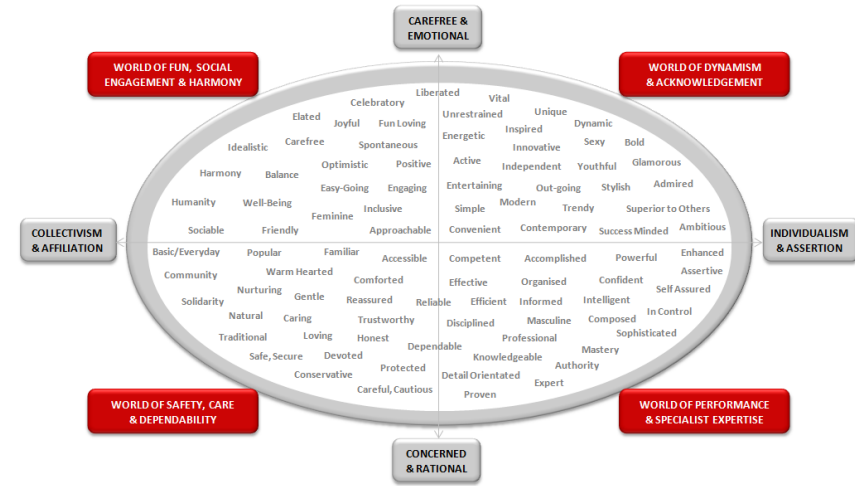 CAREFREE &
EMOTIONAL
WORLD OF FUN, SOCIAL
ENGAGEMENT & HARMONY
WORLD OF DYNAMISM
& ACKNOWLEDGEMENT
Liberated
Celebratory
Vital
Elated
Unrestrained
Unique
Joyful
Fun Loving
Dynamic
Energetic
Inspired
Idealistic
Carefree
Spontaneous
Innovative
Sexy
Bold
Harmony
Balance
Optimistic
Positive
Active
Independent
Youthful
Glamorous
Easy-Going
Engaging
Entertaining
Out-going
Stylish
Admired
Humanity
Well-Being
Feminine
Inclusive
Simple
Modern
Trendy
Superior to Others
Sociable
Friendly
Approachable
Convenient
Contemporary
Success Minded
Ambitious
COLLECTIVISM
& AFFILIATION
INDIVIDUALISM
& ASSERTION
Basic/Everyday
Popular
Familiar
Accessible
Competent
Accomplished
Powerful
Enhanced
Community
Warm Hearted
Comforted
Effective
Organised
Confident
Assertive
Solidarity
Nurturing
Gentle
Reassured
Reliable
Efficient
Informed
Intelligent
Self Assured
Natural
Caring
Trustworthy
Disciplined
Masculine
Composed
In Control
Traditional
Loving
Honest
Dependable
Professional
Sophisticated
Safe, Secure
Devoted
Knowledgeable
Mastery
Conservative
Protected
Detail Orientated
Authority
Careful, Cautious
Proven
Expert
WORLD OF SAFETY, CARE
& DEPENDABILITY
WORLD OF PERFORMANCE
& SPECIALIST EXPERTISE
CONCERNED
& RATIONAL